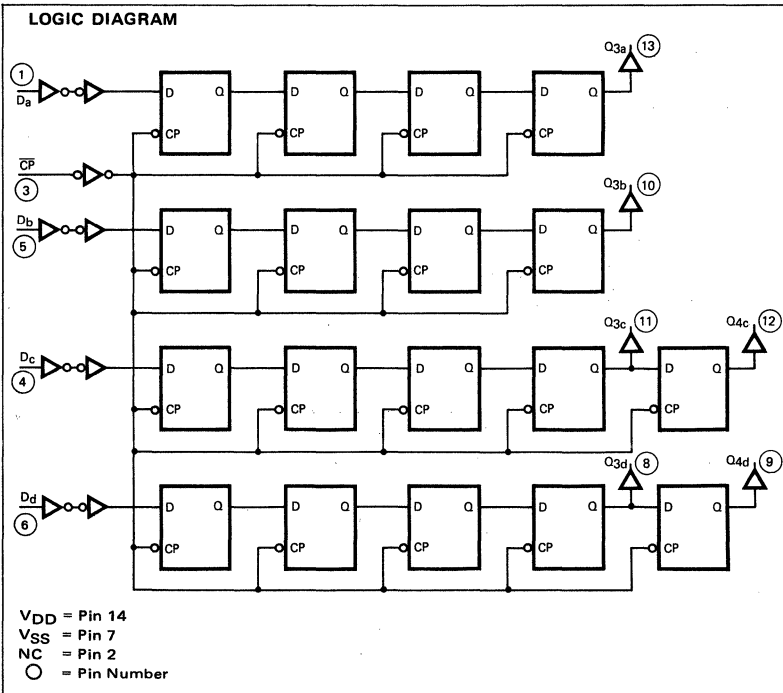 LOGIC DIAGRAM
1 Da D Q CP D Q CP D Q CP D Q CP Q3a 13
CP 3
Db 5 D Q CP D Q CP D Q CP D Q CP Q3b 10
Dc 4 D Q CP D Q CP D Q CP D Q CP Q3c 11 D Q CP Q4c 12
Dd 6 D Q CP D Q CP D Q CP D Q CP Q3d 8 D Q CP Q4d 9
VDD = Pin 14
VSS = Pin 7
NC = Pin 2
= Pin Number